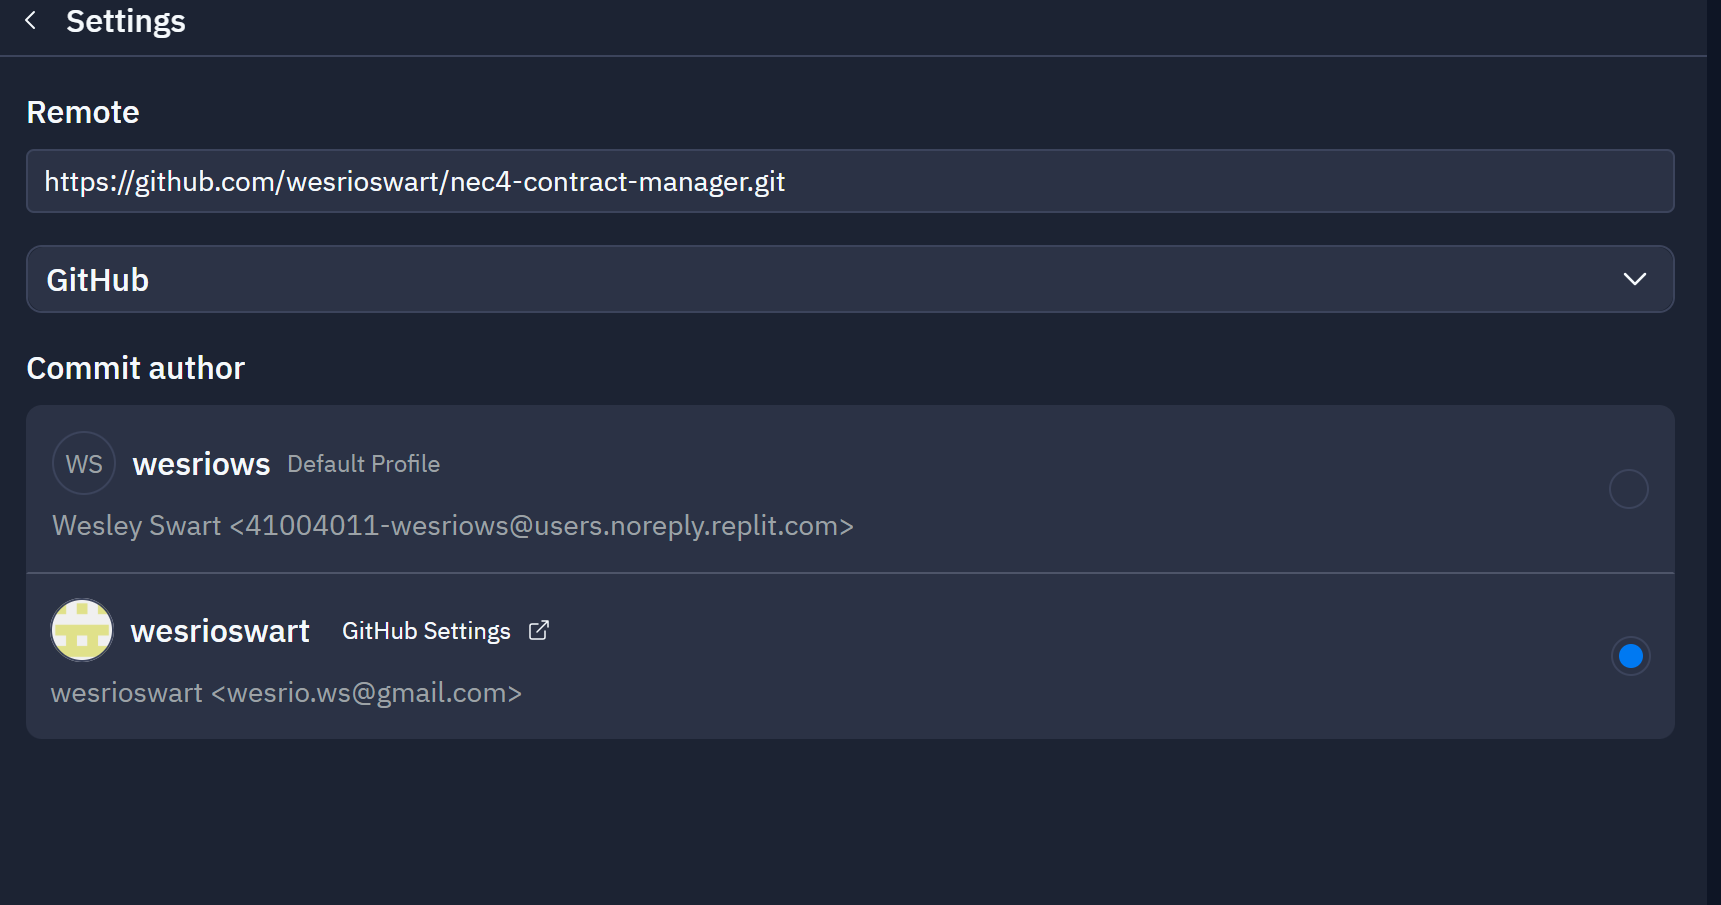 Settings
Remote
https://github.com/wesrioswart/nec4-contract-manager.git
GitHub
Commit author
WS wesriows Default Profile
Wesley Swart <41004011-wesriows@users.noreply.replit.com>
wesrioswart GitHub Settings
wesrioswart <wesrio.ws@gmail.com>